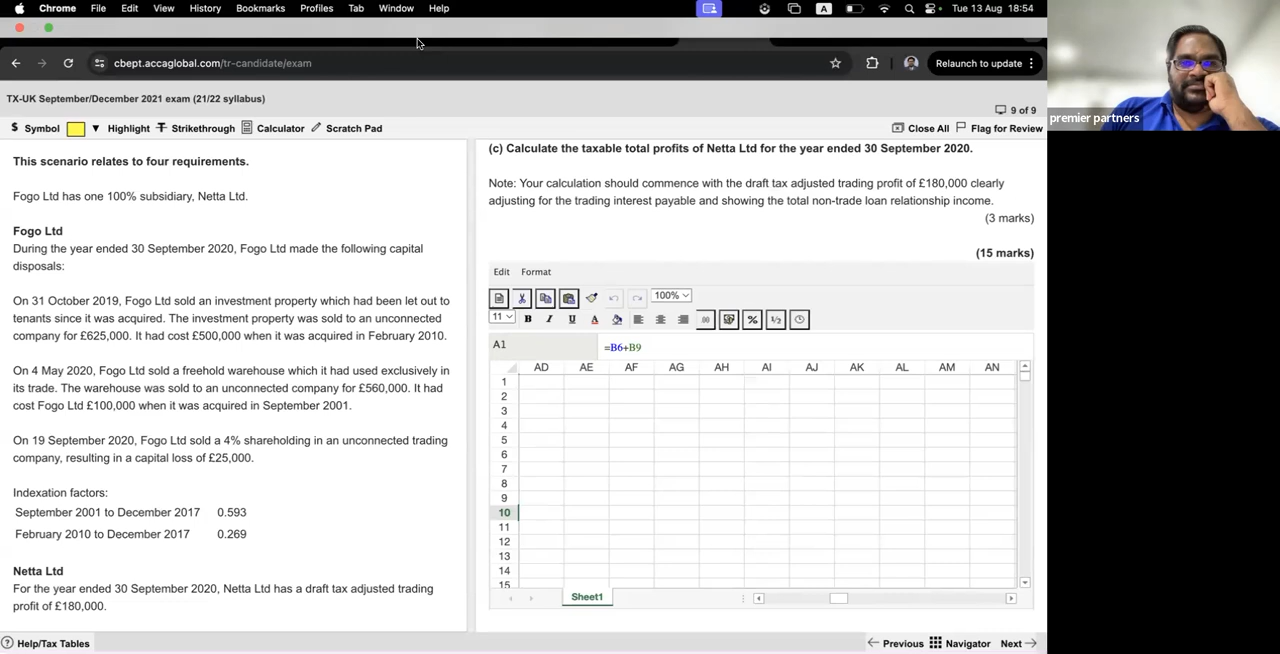 Chrome File Edit View History Bookmarks Profiles Tab Window Help A Tue 13 Aug 18:54
cbept.accaglobal.com/tr-candidate/exam Relaunch to update
TX-UK September/December 2021 exam (21/22 syllabus)
9 of 9
$ Symbol Highlight Strikethrough Calculator Scratch Pad Close All Flag for Review
This scenario relates to four requirements.
Fogo Ltd has one 100% subsidiary, Netta Ltd.
Fogo Ltd
During the year ended 30 September 2020, Fogo Ltd made the following capital
disposals:
On 31 October 2019, Fogo Ltd sold an investment property which had been let out to
tenants since it was acquired. The investment property was sold to an unconnected
company for £625,000. It had cost £500,000 when it was acquired in February 2010.
On 4 May 2020, Fogo Ltd sold a freehold warehouse which it had used exclusively in
its trade. The warehouse was sold to an unconnected company for £560,000. It had
cost Fogo Ltd £100,000 when it was acquired in September 2001.
On 19 September 2020, Fogo Ltd sold a 4% shareholding in an unconnected trading
company, resulting in a capital loss of £25,000.
Indexation factors:
September 2001 to December 2017 0.593
February 2010 to December 2017 0.269
Netta Ltd
For the year ended 30 September 2020, Netta Ltd has a draft tax adjusted trading
profit of £180,000.
(c) Calculate the taxable total profits of Netta Ltd for the year ended 30 September 2020.
Note: Your calculation should commence with the draft tax adjusted trading profit of £180,000 clearly
adjusting for the trading interest payable and showing the total non-trade loan relationship income.
(3 marks)
(15 marks)
Edit Format
100%
11 B I U A .00 % 1/2
A1 =B6+B9
AD AE AF AG AH AI AJ AK AL AM AN
1
2
3
4
5
6
7
8
9
10
11
12
13
14
15
Sheet1
? Help/Tax Tables Previous Navigator Next
premier partners